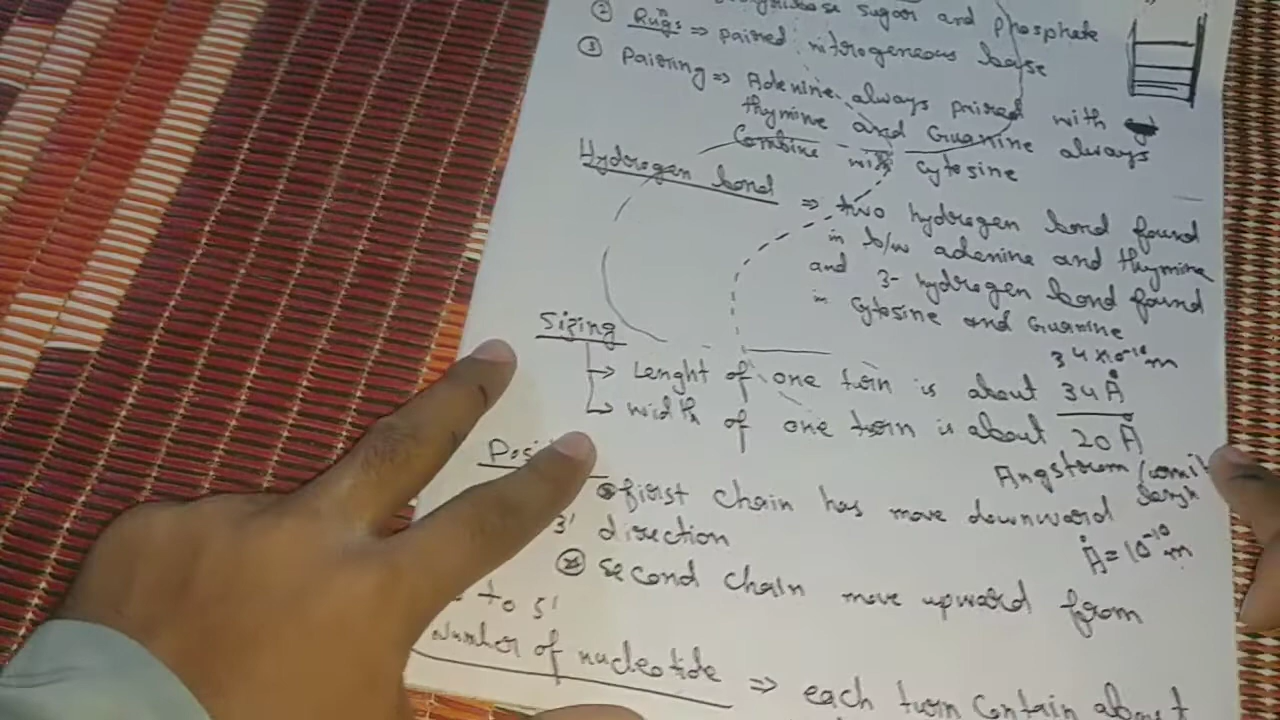 sugar and phosphate
② Rugs ⇒ paired nitrogeneous base
③ Pairing ⇒ Adenine always paired with
thymine and Guanine always
Combine with cytosine
Hydrogen bond ⇒ two hydrogen bond found
in b/w adenine and thymine
and 3- hydrogen bond found
in cytosine and Guanine
Sizing
34×10⁻¹⁰ m
→ Lenght of one turn is about 34 Å
→ width of one turn is about 20 Å
Angstrom
first chain has move downward
3' direction
Å = 10⁻¹⁰ m
② second chain move upward from
to 5'
Number of nucleotide ⇒ each turn contain about